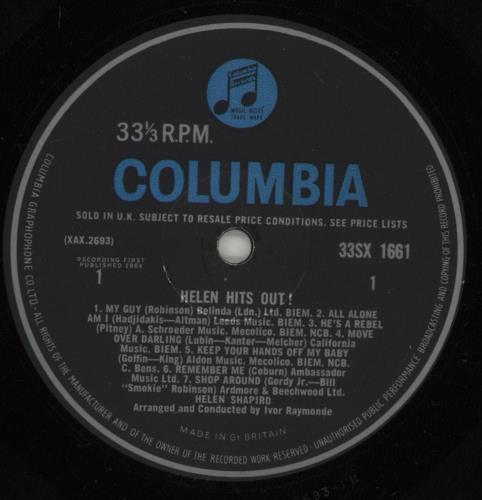 Columbia
Records
MAGIC NOTES
TRADE MARK
33⅓ R.P.M.
COLUMBIA
SOLD IN U.K. SUBJECT TO RESALE PRICE CONDITIONS, SEE PRICE LISTS
(XAX.2693)
33SX 1661
RECORDING FIRST
PUBLISHED 1964
1
1
HELEN HITS OUT!
1. MY GUY (Robinson) Belinda (Ldn.) Ltd. BIEM. 2. ALL ALONE
AM I (Hadjidakis—Altman) Leeds Music. BIEM. 3. HE'S A REBEL
(Pitney) A. Schroeder Music. Mecolico. BIEM. NCB. 4. MOVE
OVER DARLING (Lubin—Kanter—Melcher) California
Music. BIEM. 5. KEEP YOUR HANDS OFF MY BABY
(Goffin—King) Aldon Music. Mecolico. BIEM. NCB.
C. Bens. 6. REMEMBER ME (Coburn) Ambassador
Music Ltd. 7. SHOP AROUND (Gordy Jr.—Bill
"Smokie" Robinson) Ardmore & Beechwood Ltd.
HELEN SHAPIRO
Arranged and Conducted by Ivor Raymonde
MADE IN Gt BRITAIN
COLUMBIA GRAPHOPHONE CO. LTD. · ALL RIGHTS OF THE MANUFACTURER AND OF THE OWNER OF THE RECORDED WORK RESERVED · UNAUTHORISED PUBLIC PERFORMANCE BROADCASTING AND COPYING OF THIS RECORD PROHIBITED